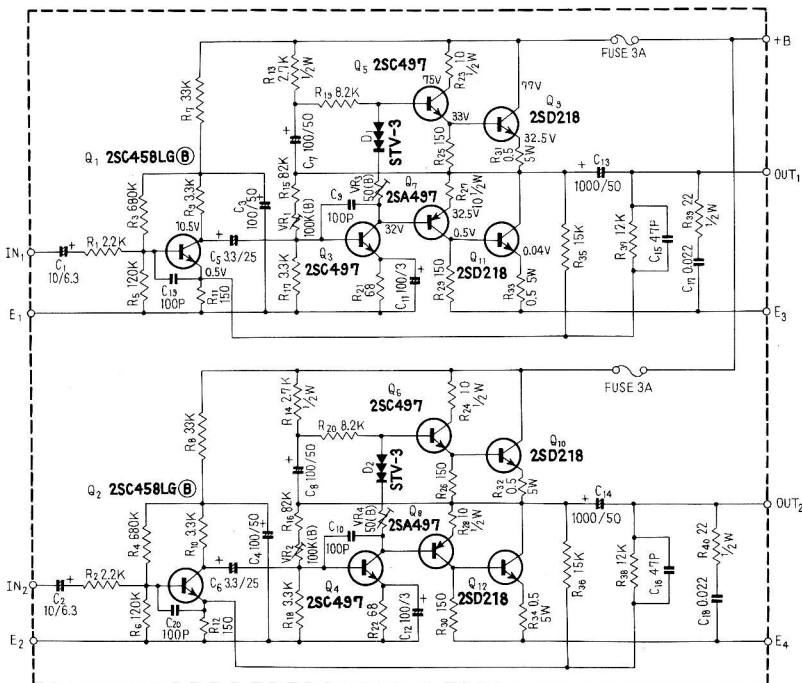 +B
FUSE 3A
R13 2.7K ½W
Q5 2SC497
R23 10 ½W
75V
77V
R7 33K
R19 8.2K
33V
Q9 2SD218
32.5V
C7 100/50
D1 STV-3
R25 150
R31 0.5 5W
C13 1000/50
OUT1
Q1 2SC458LG(B)
R3 680K
R9 3.3K
C3 100/50
R15 82K
VR1 100K(B)
C9 100P
VR3 50(B)
Q7 2SA497
R27 10 ½W
32.5V
10.5V
32V
0.5V
0.04V
IN1
C1 10/6.3
R1 2.2K
C5 3.3/25
Q3 2SC497
Q11 2SD218
R35 15K
R39 12K
C15 47P
R39 22 ½W
C17 0.022
R5 120K
C19 100P
0.5V
R11 150
R17 3.3K
R21 68
C11 100/3
R29 150
R33 0.5 5W
E1
E3
FUSE 3A
R14 2.7K ½W
Q6 2SC497
R24 10 ½W
R8 33K
R20 8.2K
Q10 2SD218
C8 100/50
D2 STV-3
R26 150
R32 0.5 5W
C14 1000/50
OUT2
Q2 2SC458LG(B)
R4 680K
R10 3.3K
C4 100/50
R16 82K
VR2 100K(B)
C10 100P
VR4 50(B)
Q8 2SA497
R28 10 ½W
IN2
C2 10/6.3
R2 2.2K
C6 3.3/25
Q4 2SC497
Q12 2SD218
R36 15K
R38 12K
C16 47P
R40 22 ½W
C18 0.022
R6 120K
C20 100P
R12 150
R18 3.3K
R22 68
C12 100/3
R30 150
R34 0.5 5W
E2
E4